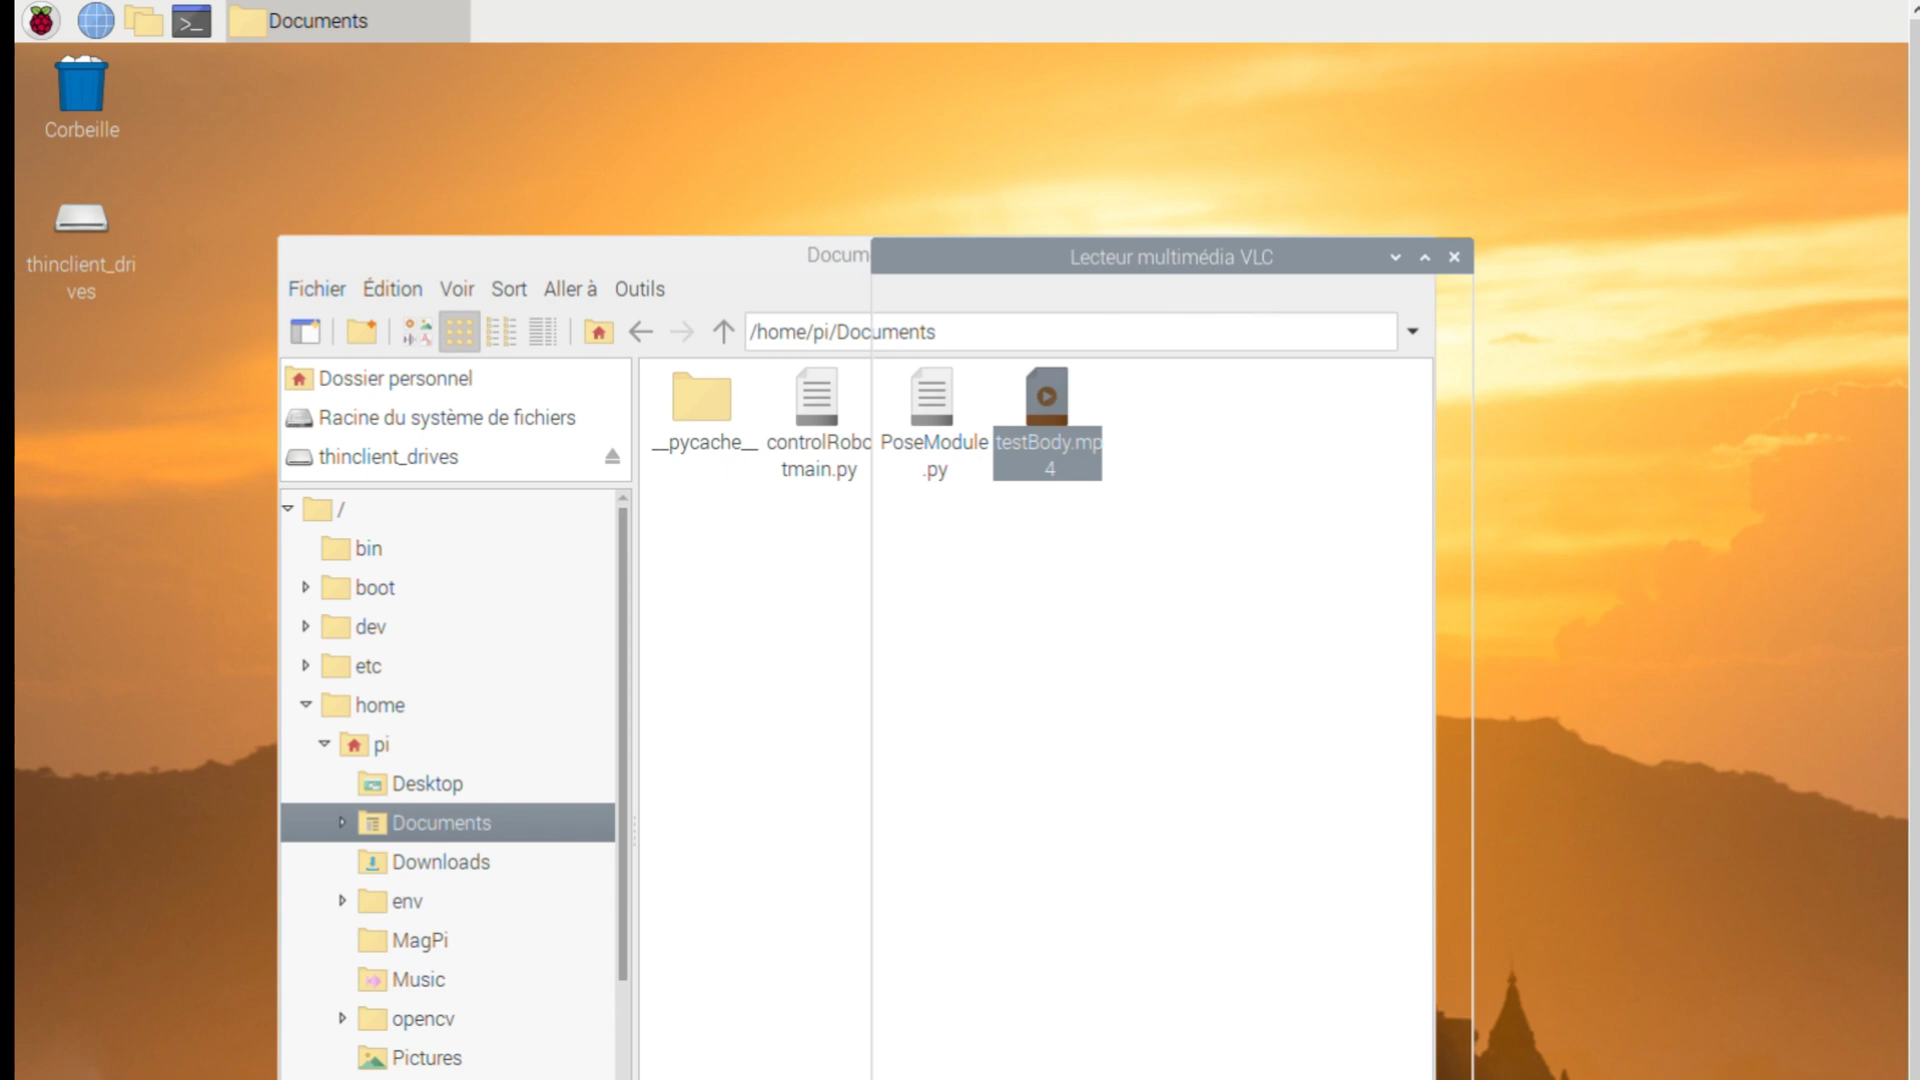 Documents
Corbeille
thinclient_dri
ves
Docum
Lecteur multimédia VLC
Fichier Édition Voir Sort Aller à Outils
/home/pi/Documents
Dossier personnel
Racine du système de fichiers
thinclient_drives
__pycache__
controlRobo
tmain.py
PoseModule
.py
testBody.mp
4
/
bin
boot
dev
etc
home
pi
Desktop
Documents
Downloads
env
MagPi
Music
opencv
Pictures